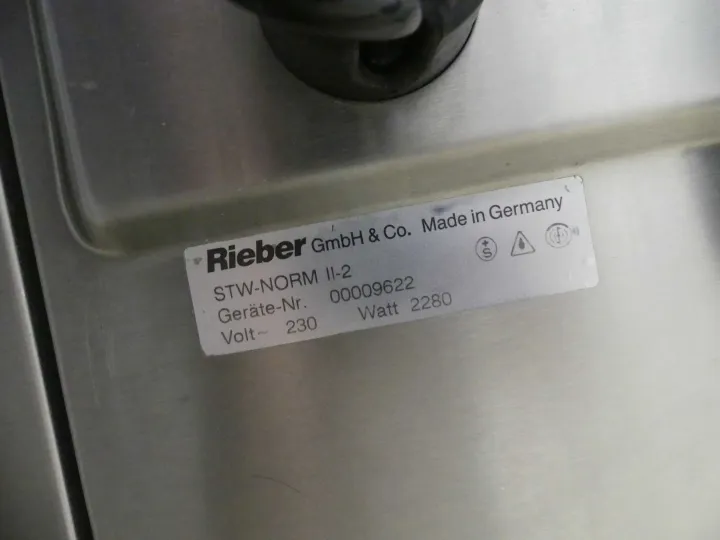 Rieber GmbH & Co. Made in Germany
STW-NORM II-2
Geräte-Nr. 00009622
Volt~ 230 Watt 2280